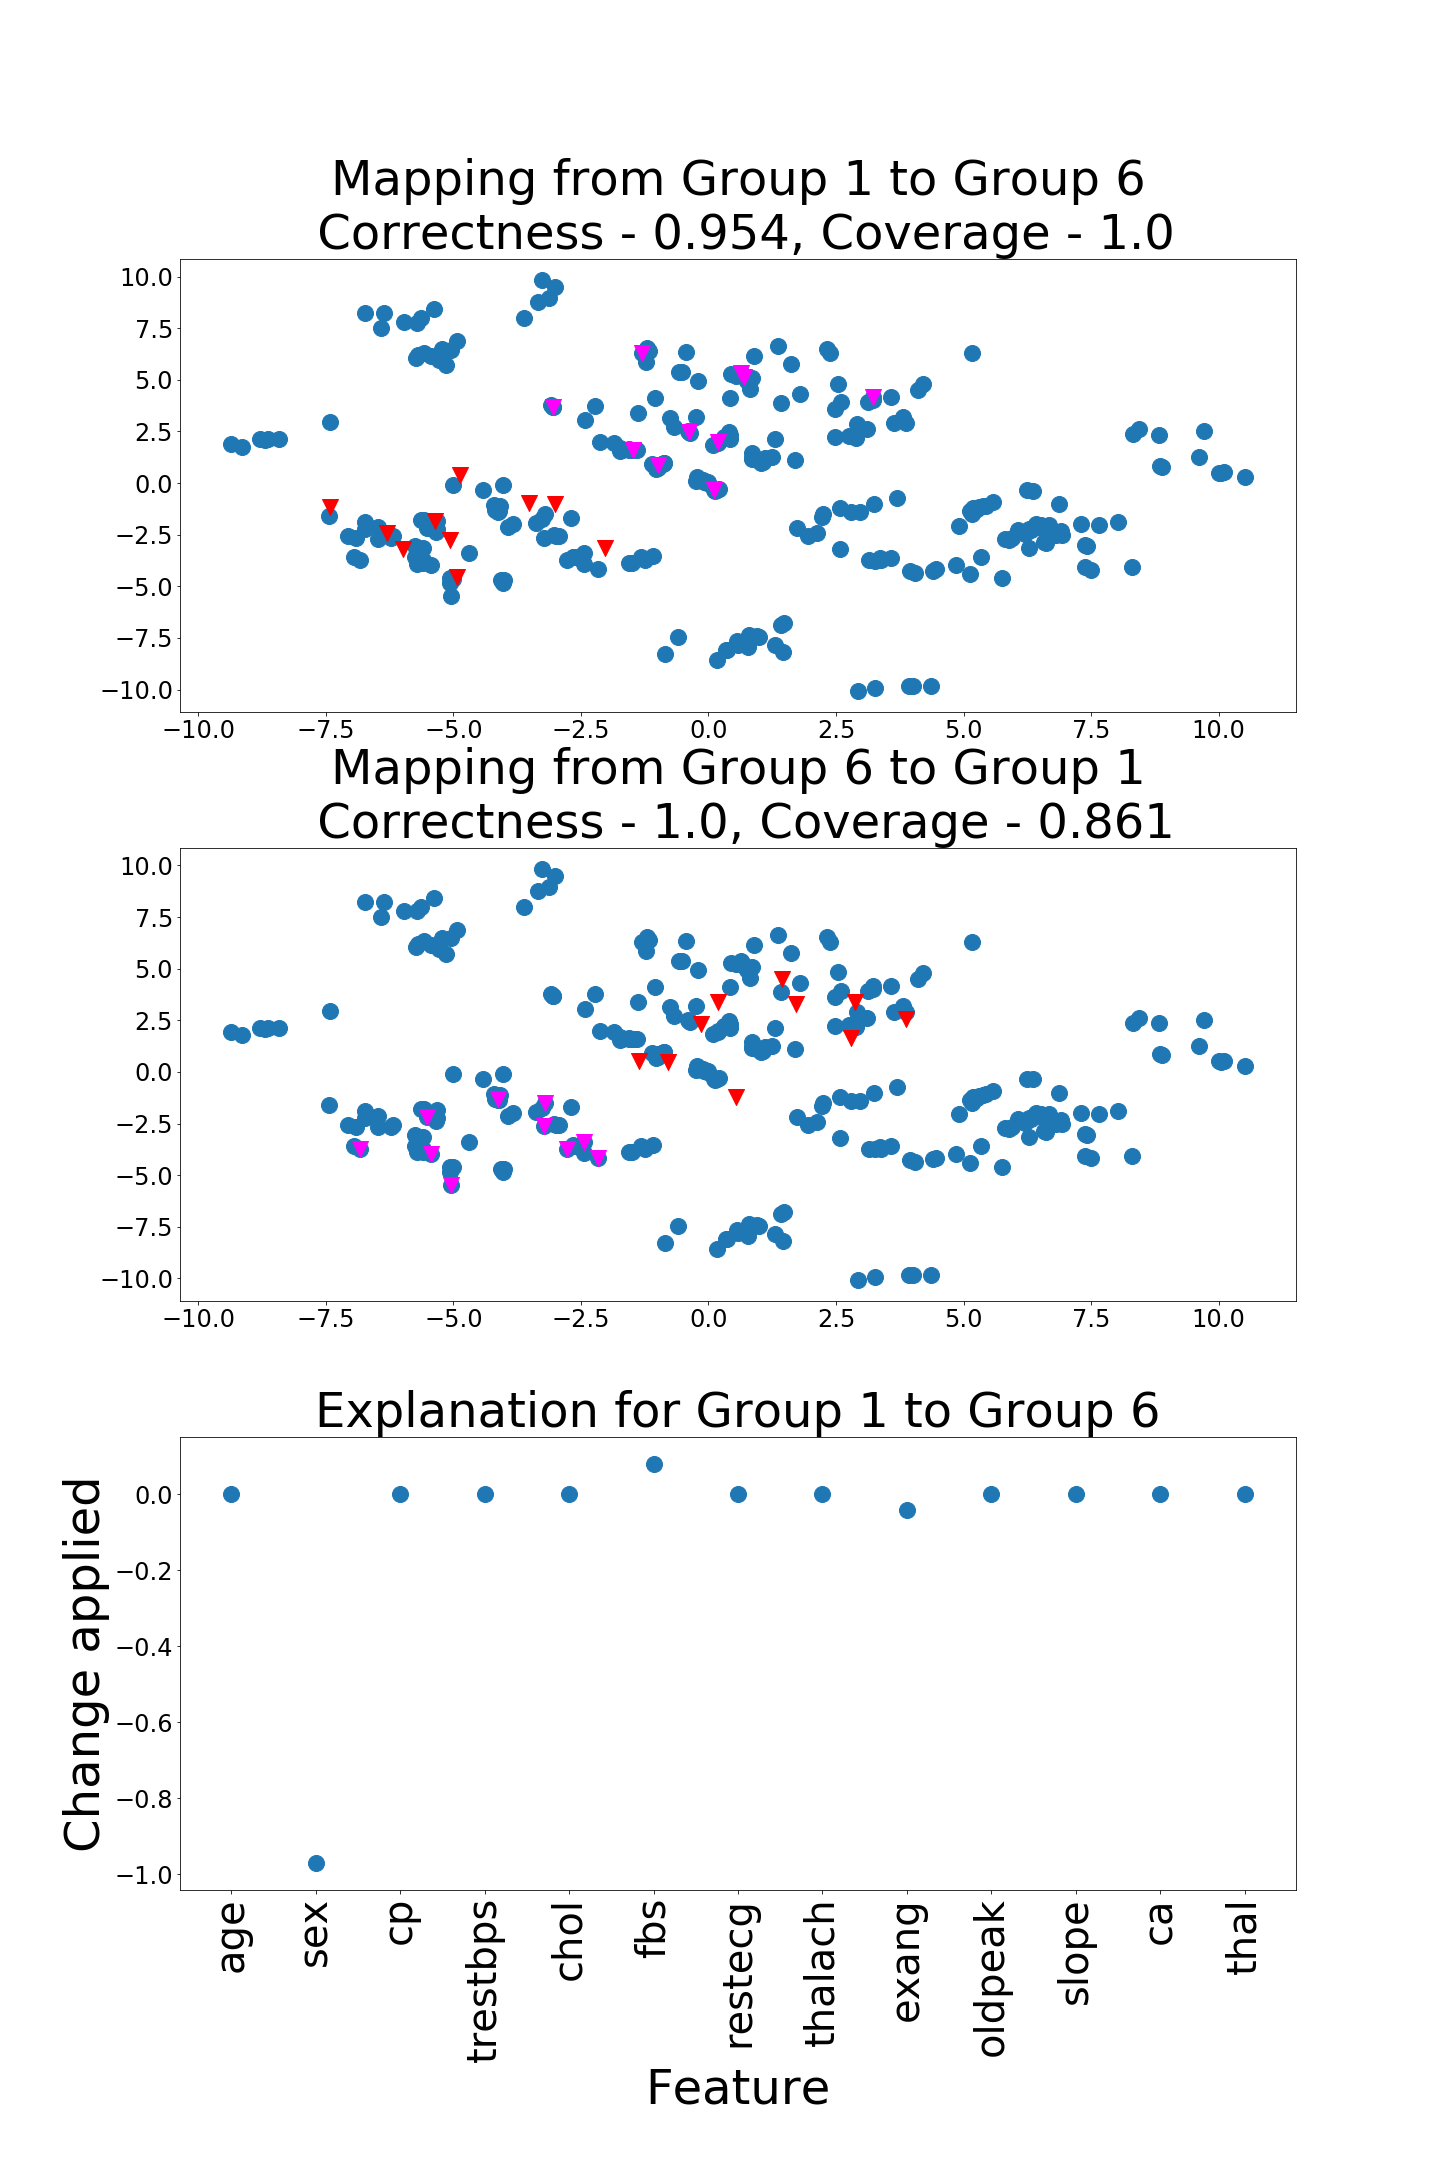 Mapping from Group 1 to Group 6
Correctness - 0.954, Coverage - 1.0
10.0
7.5
5.0
2.5
0.0
−2.5
−5.0
−7.5
−10.0
−10.0 −7.5 −5.0 −2.5 0.0 2.5 5.0 7.5 10.0
Mapping from Group 6 to Group 1
Correctness - 1.0, Coverage - 0.861
10.0
7.5
5.0
2.5
0.0
−2.5
−5.0
−7.5
−10.0
−10.0 −7.5 −5.0 −2.5 0.0 2.5 5.0 7.5 10.0
Explanation for Group 1 to Group 6
Change applied
0.0
−0.2
−0.4
−0.6
−0.8
−1.0
age sex cp trestbps chol fbs restecg thalach exang oldpeak slope ca thal
Feature